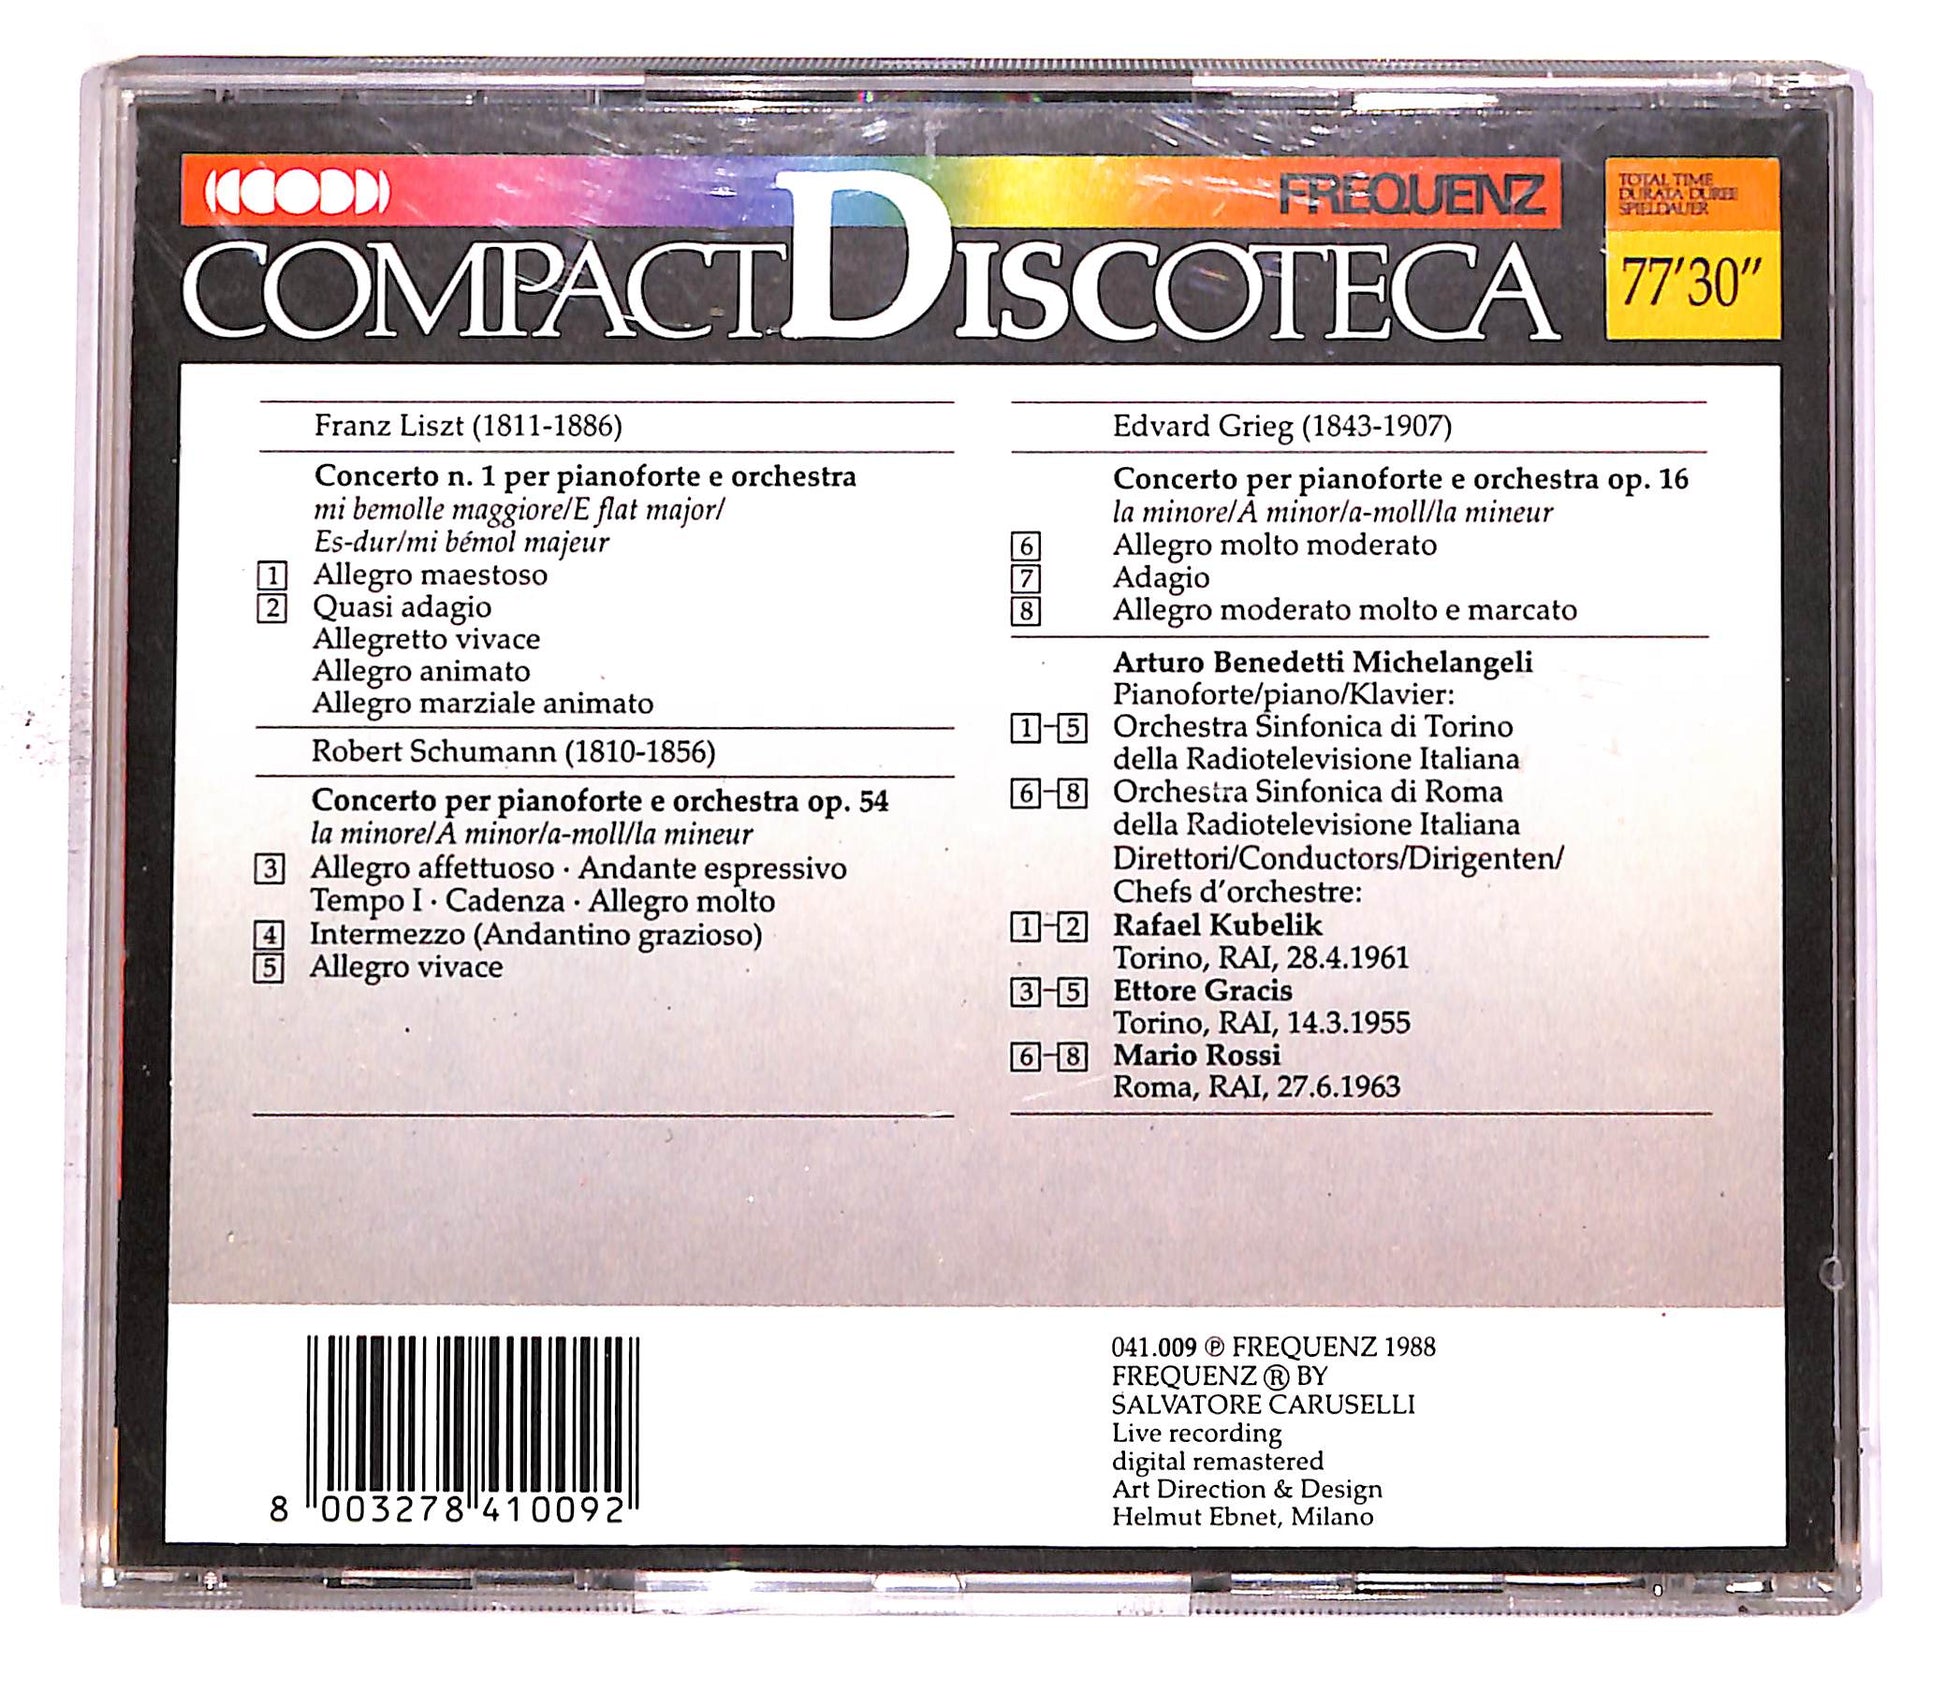 FREQUENZ
COMPACT DISCOTECA
TOTAL TIME
DURATA DURÉE
SPIELDAUER
77'30"
Franz Liszt (1811-1886)
Concerto n. 1 per pianoforte e orchestra
mi bemolle maggiore/E flat major/
Es-dur/mi bémol majeur
1 Allegro maestoso
2 Quasi adagio
Allegretto vivace
Allegro animato
Allegro marziale animato
Robert Schumann (1810-1856)
Concerto per pianoforte e orchestra op. 54
la minore/A minor/a-moll/la mineur
3 Allegro affettuoso · Andante espressivo
Tempo I · Cadenza · Allegro molto
4 Intermezzo (Andantino grazioso)
5 Allegro vivace
Edvard Grieg (1843-1907)
Concerto per pianoforte e orchestra op. 16
la minore/A minor/a-moll/la mineur
6 Allegro molto moderato
7 Adagio
8 Allegro moderato molto e marcato
Arturo Benedetti Michelangeli
Pianoforte/piano/Klavier:
1-5 Orchestra Sinfonica di Torino
della Radiotelevisione Italiana
6-8 Orchestra Sinfonica di Roma
della Radiotelevisione Italiana
Direttori/Conductors/Dirigenten/
Chefs d'orchestre:
1-2 Rafael Kubelik
Torino, RAI, 28.4.1961
3-5 Ettore Gracis
Torino, RAI, 14.3.1955
6-8 Mario Rossi
Roma, RAI, 27.6.1963
8 003278 410092
041.009 ℗ FREQUENZ 1988
FREQUENZ ® BY
SALVATORE CARUSELLI
Live recording
digital remastered
Art Direction & Design
Helmut Ebnet, Milano